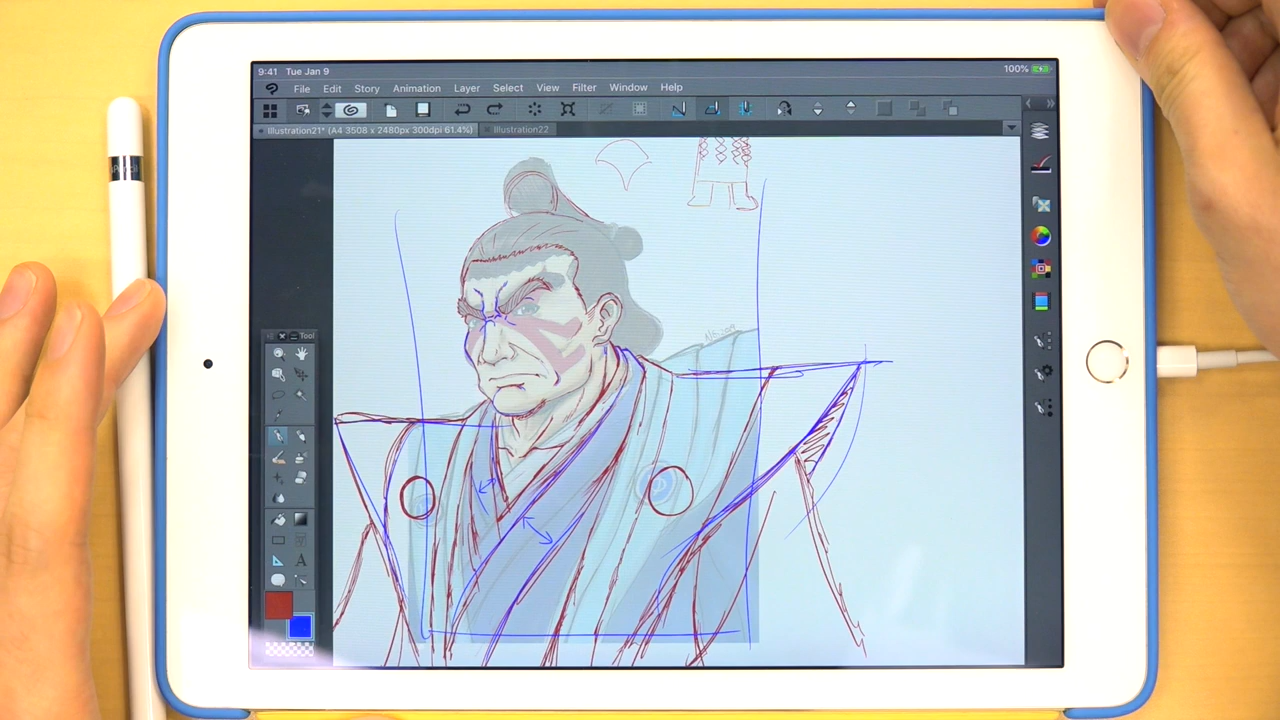 9:41 Tue Jan 9
100%
File Edit Story Animation Layer Select View Filter Window Help
Illustration21* (A4 3508 x 2480px 300dpi 61.4%)
Illustration22
Tool
A